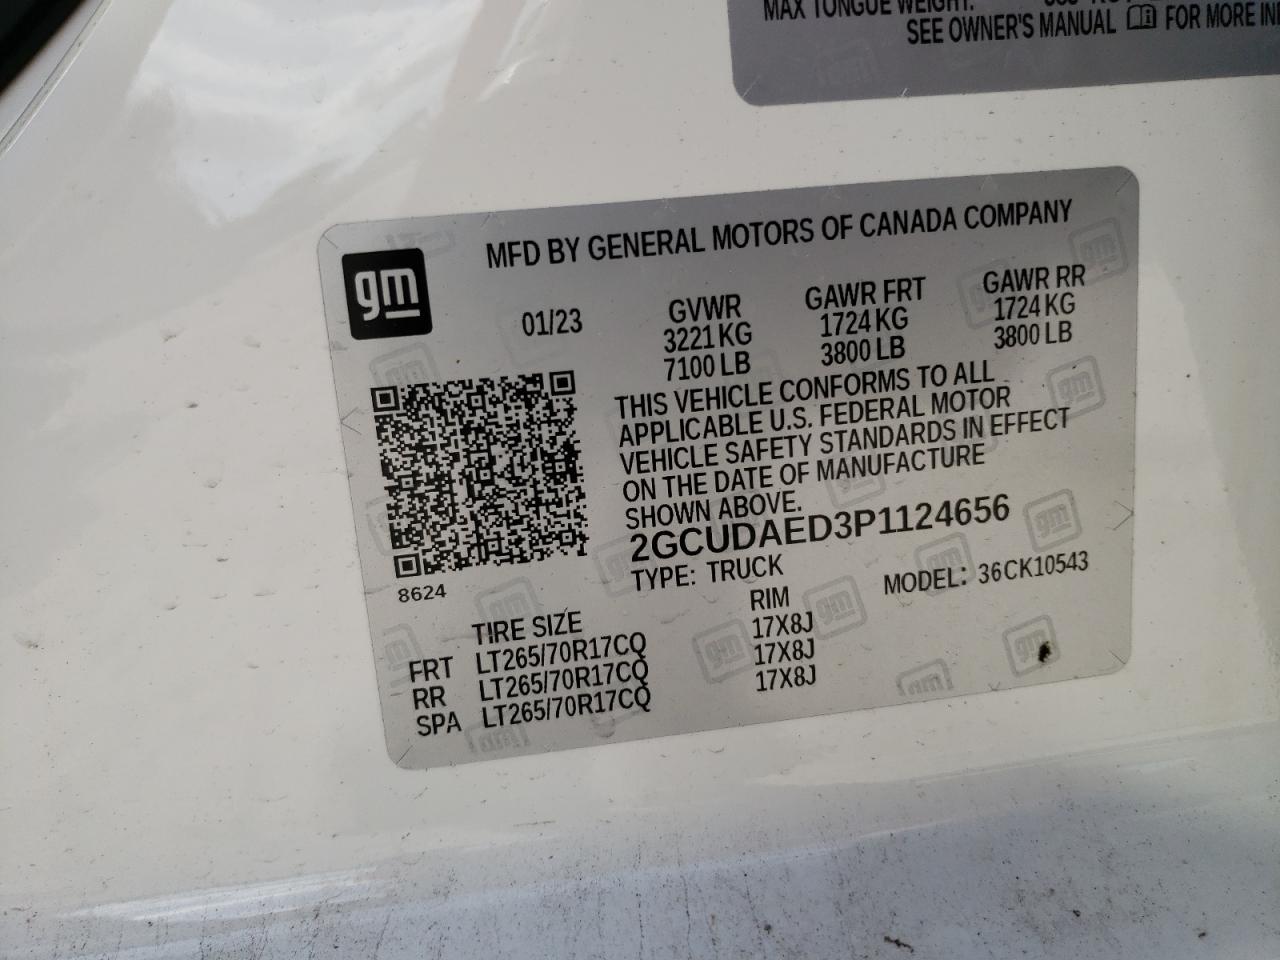 MAX TONGUE WEIGHT:
SEE OWNER'S MANUAL FOR MORE
gm
MFD BY GENERAL MOTORS OF CANADA COMPANY
01/23 GVWR GAWR FRT GAWR RR
3221 KG 1724 KG 1724 KG
7100 LB 3800 LB 3800 LB
THIS VEHICLE CONFORMS TO ALL
APPLICABLE U.S. FEDERAL MOTOR
VEHICLE SAFETY STANDARDS IN EFFECT
ON THE DATE OF MANUFACTURE
SHOWN ABOVE.
2GCUDAED3P1124656
TYPE: TRUCK MODEL: 36CK10543
8624
TIRE SIZE RIM
FRT LT265/70R17CQ 17X8J
RR LT265/70R17CQ 17X8J
SPA LT265/70R17CQ 17X8J